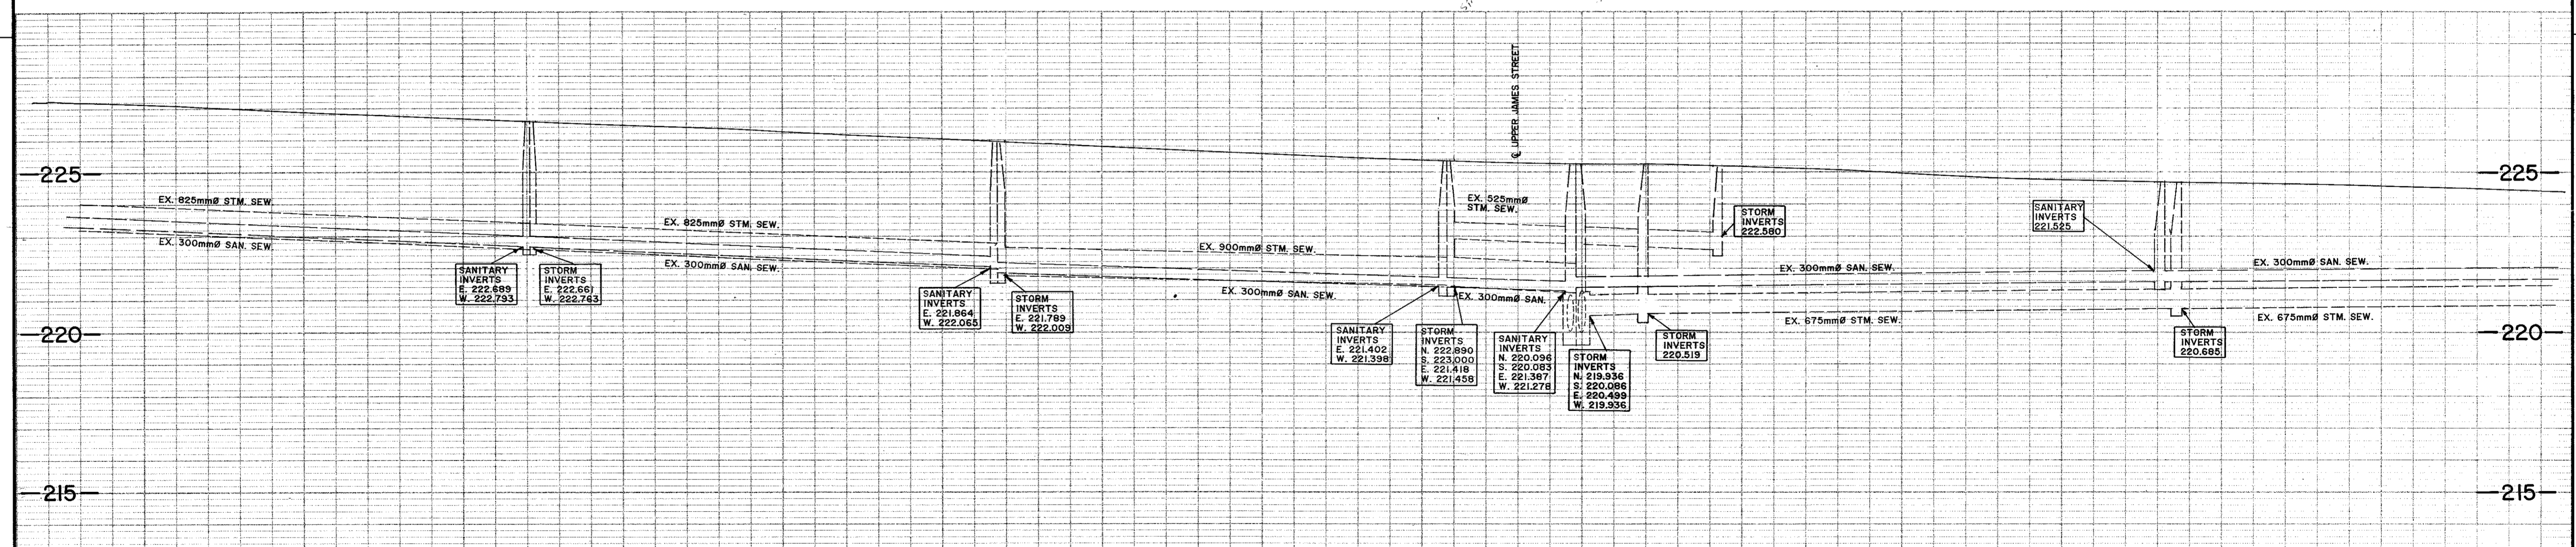 ℄ UPPER JAMES STREET
225
225
EX. 825mmØ STM. SEW.
EX. 300mmØ SAN. SEW.
EX. 825mmØ STM. SEW.
EX. 300mmØ SAN. SEW.
EX. 900mmØ STM. SEW.
EX. 300mmØ SAN. SEW.
EX. 525mmØ
STM. SEW.
EX. 300mmØ SAN.
EX. 300mmØ SAN. SEW.
EX. 675mmØ STM. SEW.
EX. 300mmØ SAN. SEW.
EX. 675mmØ STM. SEW.
SANITARY
INVERTS
E. 222.689
W. 222.793
STORM
INVERTS
E. 222.661
W. 222.763
SANITARY
INVERTS
E. 221.864
W. 222.065
STORM
INVERTS
E. 221.789
W. 222.009
SANITARY
INVERTS
E. 221.402
W. 221.398
STORM
INVERTS
N. 222.890
S. 223.000
E. 221.418
W. 221.458
SANITARY
INVERTS
N. 220.096
S. 220.083
E. 221.387
W. 221.278
STORM
INVERTS
N. 219.936
S. 220.086
E. 220.499
W. 219.936
STORM
INVERTS
220.519
STORM
INVERTS
222.580
SANITARY
INVERTS
221.525
STORM
INVERTS
220.685
220
220
215
215